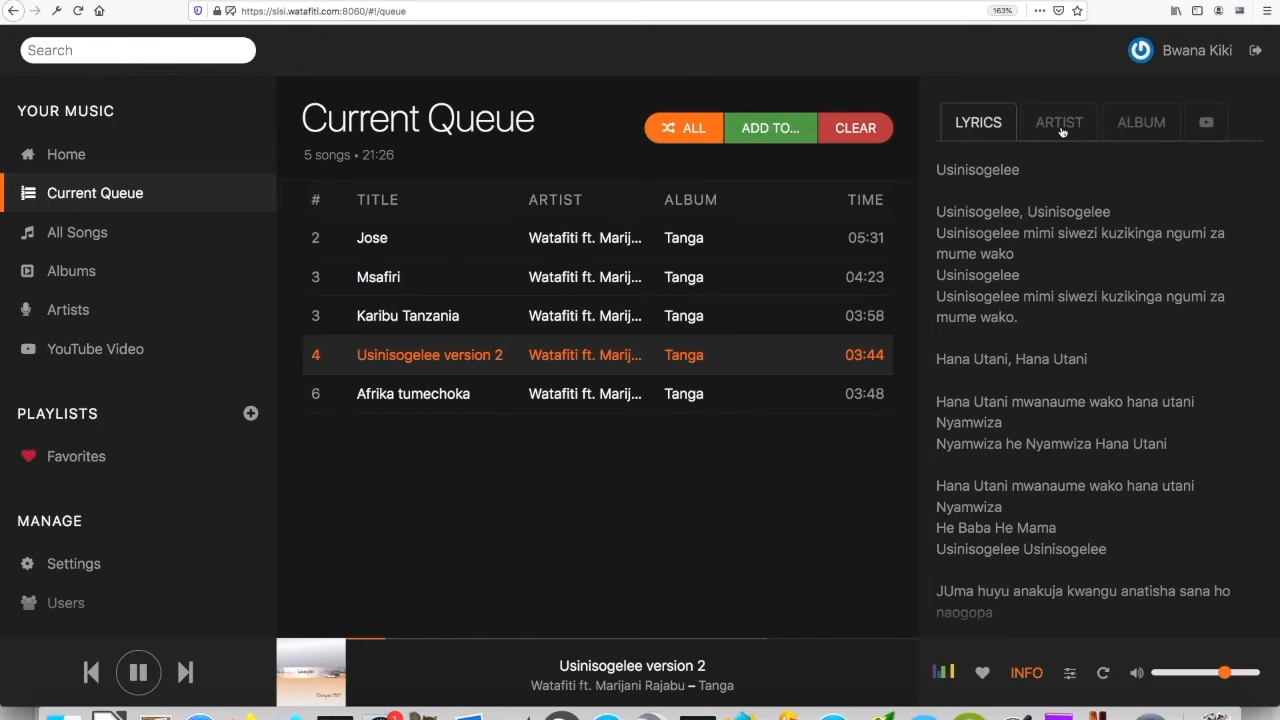 https://sisi.watafiti.com:8060/#!/queue
163%
Search
Bwana Kiki
YOUR MUSIC
Home
Current Queue
All Songs
Albums
Artists
YouTube Video
PLAYLISTS
Favorites
MANAGE
Settings
Users
Current Queue
5 songs • 21:26
ALL
ADD TO...
CLEAR
# TITLE ARTIST ALBUM TIME
2 Jose Watafiti ft. Marij... Tanga 05:31
3 Msafiri Watafiti ft. Marij... Tanga 04:23
3 Karibu Tanzania Watafiti ft. Marij... Tanga 03:58
4 Usinisogelee version 2 Watafiti ft. Marij... Tanga 03:44
6 Afrika tumechoka Watafiti ft. Marij... Tanga 03:48
LYRICS ARTIST ALBUM
Usinisogelee
Usinisogelee, Usinisogelee
Usinisogelee mimi siwezi kuzikinga ngumi za
mume wako
Usinisogelee
Usinisogelee mimi siwezi kuzikinga ngumi za
mume wako.
Hana Utani, Hana Utani
Hana Utani mwanaume wako hana utani
Nyamwiza
Nyamwiza he Nyamwiza Hana Utani
Hana Utani mwanaume wako hana utani
Nyamwiza
He Baba He Mama
Usinisogelee Usinisogelee
JUma huyu anakuja kwangu anatisha sana ho
naogopa
Usinisogelee version 2
Watafiti ft. Marijani Rajabu – Tanga
INFO